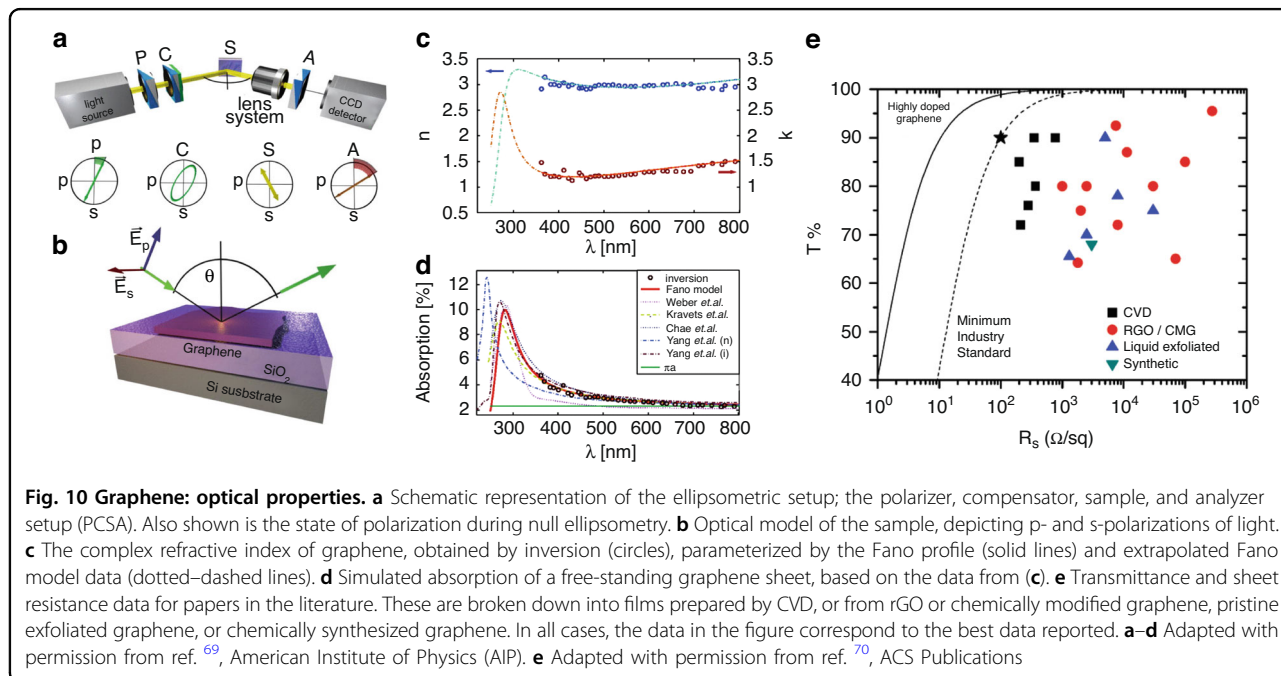 a
P
C
S
A
light
source
lens
system
CCD
detector
p
C
S
A
p
p
p
p
s
s
s
s
b
E_p
E_s
θ
Graphene
SiO2
Si susbstrate
c
3.5
3
2.5
2
1.5
1
0.5
n
3.5
3
2.5
2
1.5
1
k
300 400 500 600 700 800
λ [nm]
d
12
10
8
6
4
2
Absorption [%]
300 400 500 600 700 800
λ [nm]
inversion
Fano model
Weber et.al.
Kravets et.al.
Chae et.al.
Yang et.al. (n)
Yang et.al. (i)
πa
e
100
90
80
70
60
50
40
T %
Highly doped
graphene
Minimum
Industry
Standard
CVD
RGO / CMG
Liquid exfoliated
Synthetic
10^0 10^1 10^2 10^3 10^4 10^5 10^6
R_s (Ω/sq)
Fig. 10 Graphene: optical properties. a Schematic representation of the ellipsometric setup; the polarizer, compensator, sample, and analyzer
setup (PCSA). Also shown is the state of polarization during null ellipsometry. b Optical model of the sample, depicting p- and s-polarizations of light.
c The complex refractive index of graphene, obtained by inversion (circles), parameterized by the Fano profile (solid lines) and extrapolated Fano
model data (dotted–dashed lines). d Simulated absorption of a free-standing graphene sheet, based on the data from (c). e Transmittance and sheet
resistance data for papers in the literature. These are broken down into films prepared by CVD, or from rGO or chemically modified graphene, pristine
exfoliated graphene, or chemically synthesized graphene. In all cases, the data in the figure correspond to the best data reported. a–d Adapted with
permission from ref. 69, American Institute of Physics (AIP). e Adapted with permission from ref. 70, ACS Publications